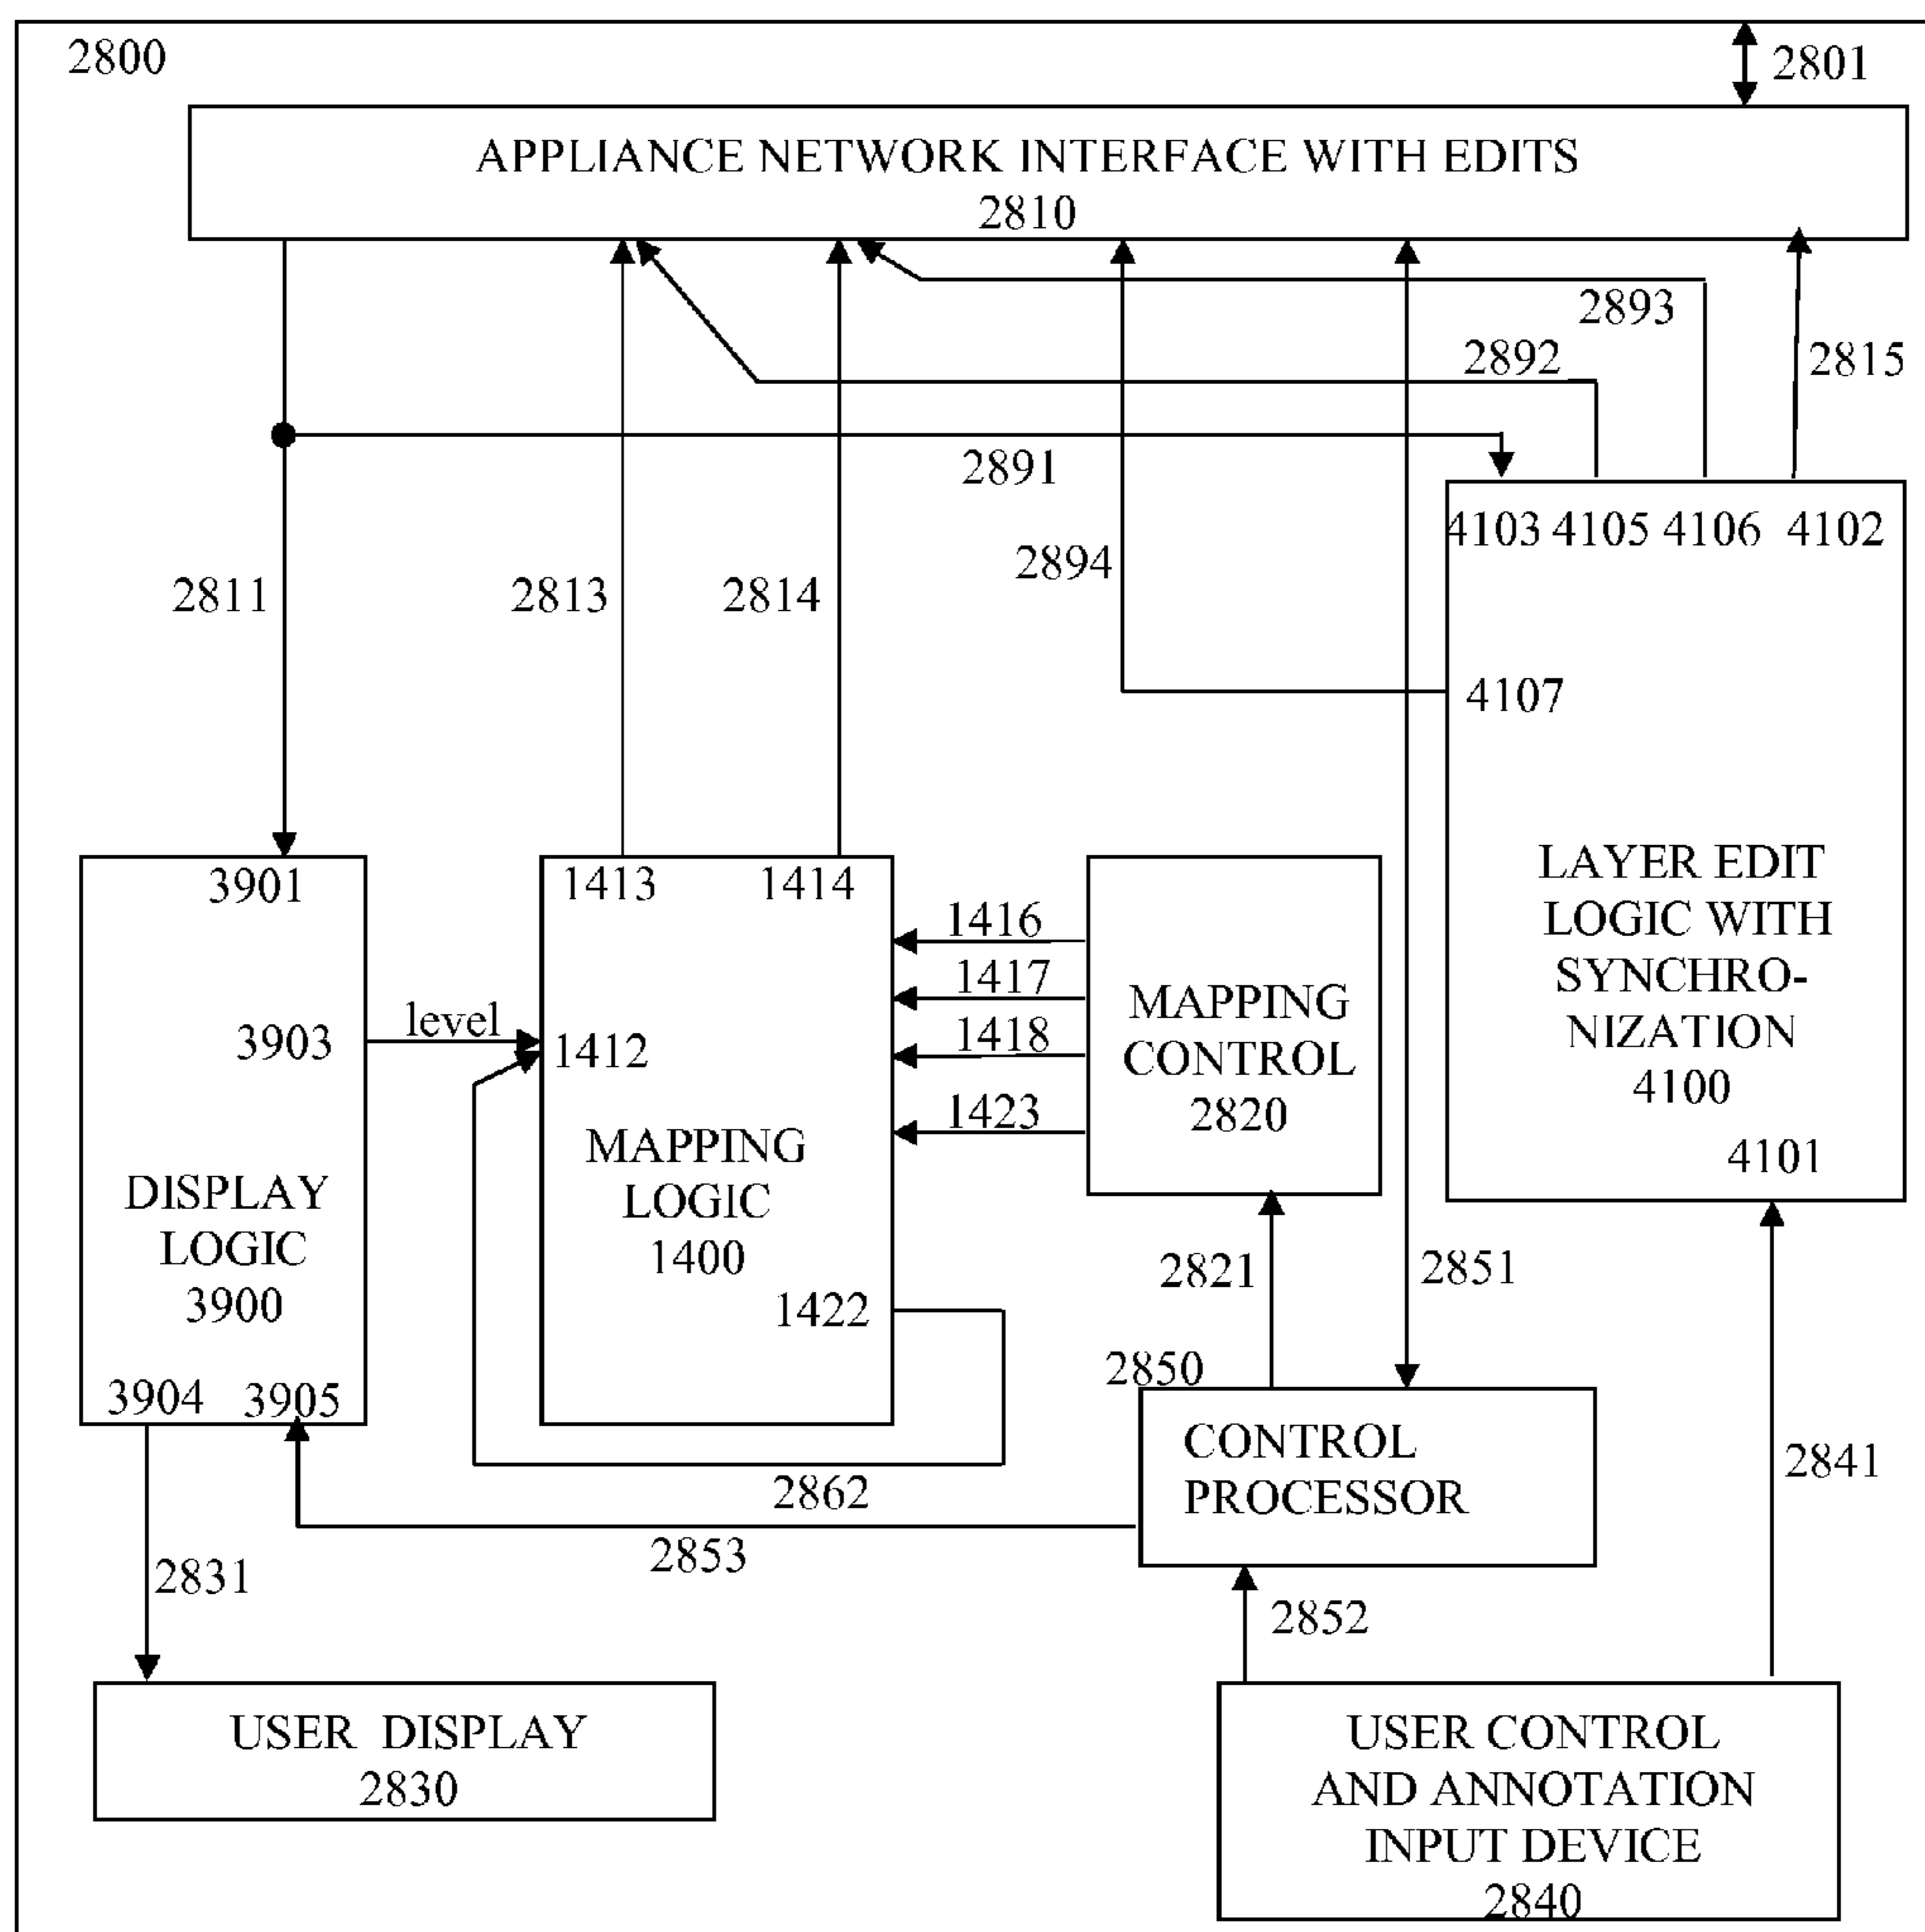 2800
2801
APPLIANCE NETWORK INTERFACE WITH EDITS
2810
2893
2892
2815
2891
4103 4105 4106 4102
2894
2811
2813
2814
4107
3901
1413
1414
LAYER EDIT
LOGIC WITH
SYNCHRO-
NIZATION
4100
4101
1416
1417
1418
1423
MAPPING
CONTROL
2820
level
3903
1412
MAPPING
LOGIC
1400
DISPLAY
LOGIC
3900
1422
2821
2851
2850
3904
3905
CONTROL
PROCESSOR
2841
2862
2853
2831
2852
USER DISPLAY
2830
USER CONTROL
AND ANNOTATION
INPUT DEVICE
2840